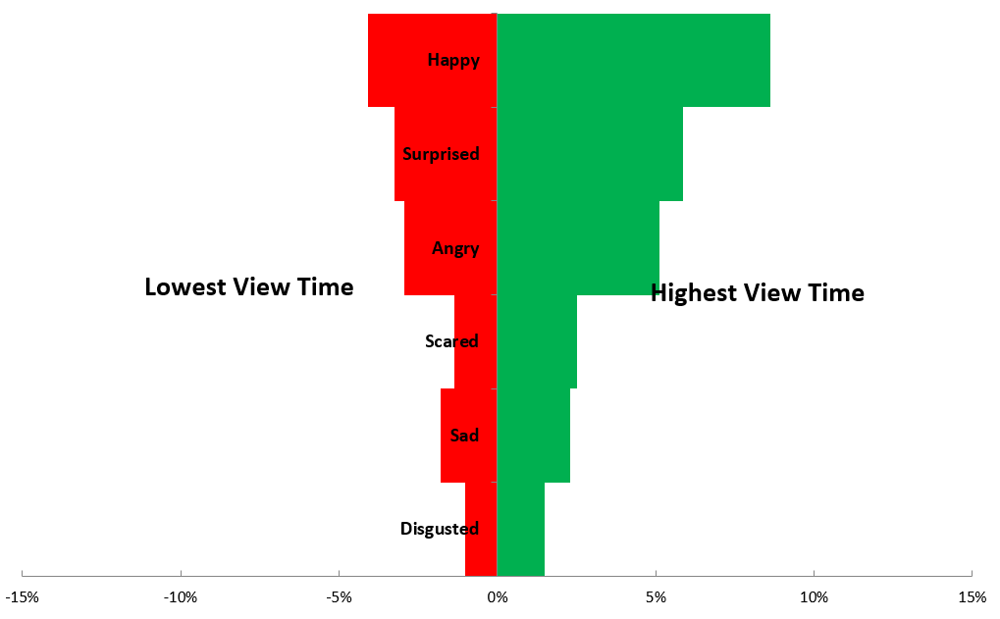 Happy
Surprised
Angry
Lowest View Time
Highest View Time
Scared
Sad
Disgusted
-15% -10% -5% 0% 5% 10% 15%